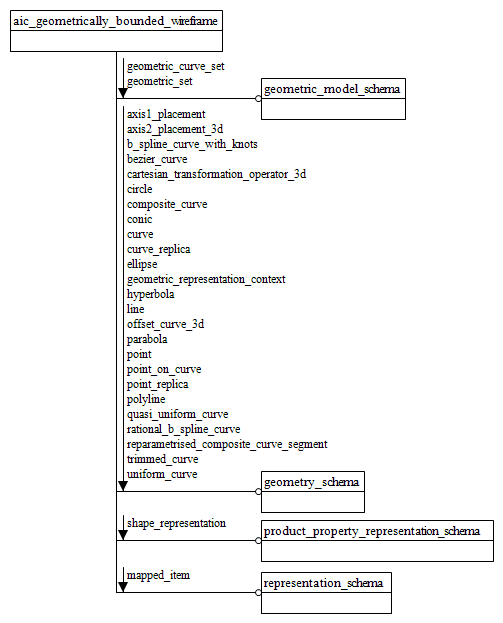 aic_geometrically_bounded_wireframe
geometric_curve_set
geometric_set
geometric_model_schema
axis1_placement
axis2_placement_3d
b_spline_curve_with_knots
bezier_curve
cartesian_transformation_operator_3d
circle
composite_curve
conic
curve
curve_replica
ellipse
geometric_representation_context
hyperbola
line
offset_curve_3d
parabola
point
point_on_curve
point_replica
polyline
quasi_uniform_curve
rational_b_spline_curve
reparametrised_composite_curve_segment
trimmed_curve
uniform_curve
geometry_schema
shape_representation
product_property_representation_schema
mapped_item
representation_schema